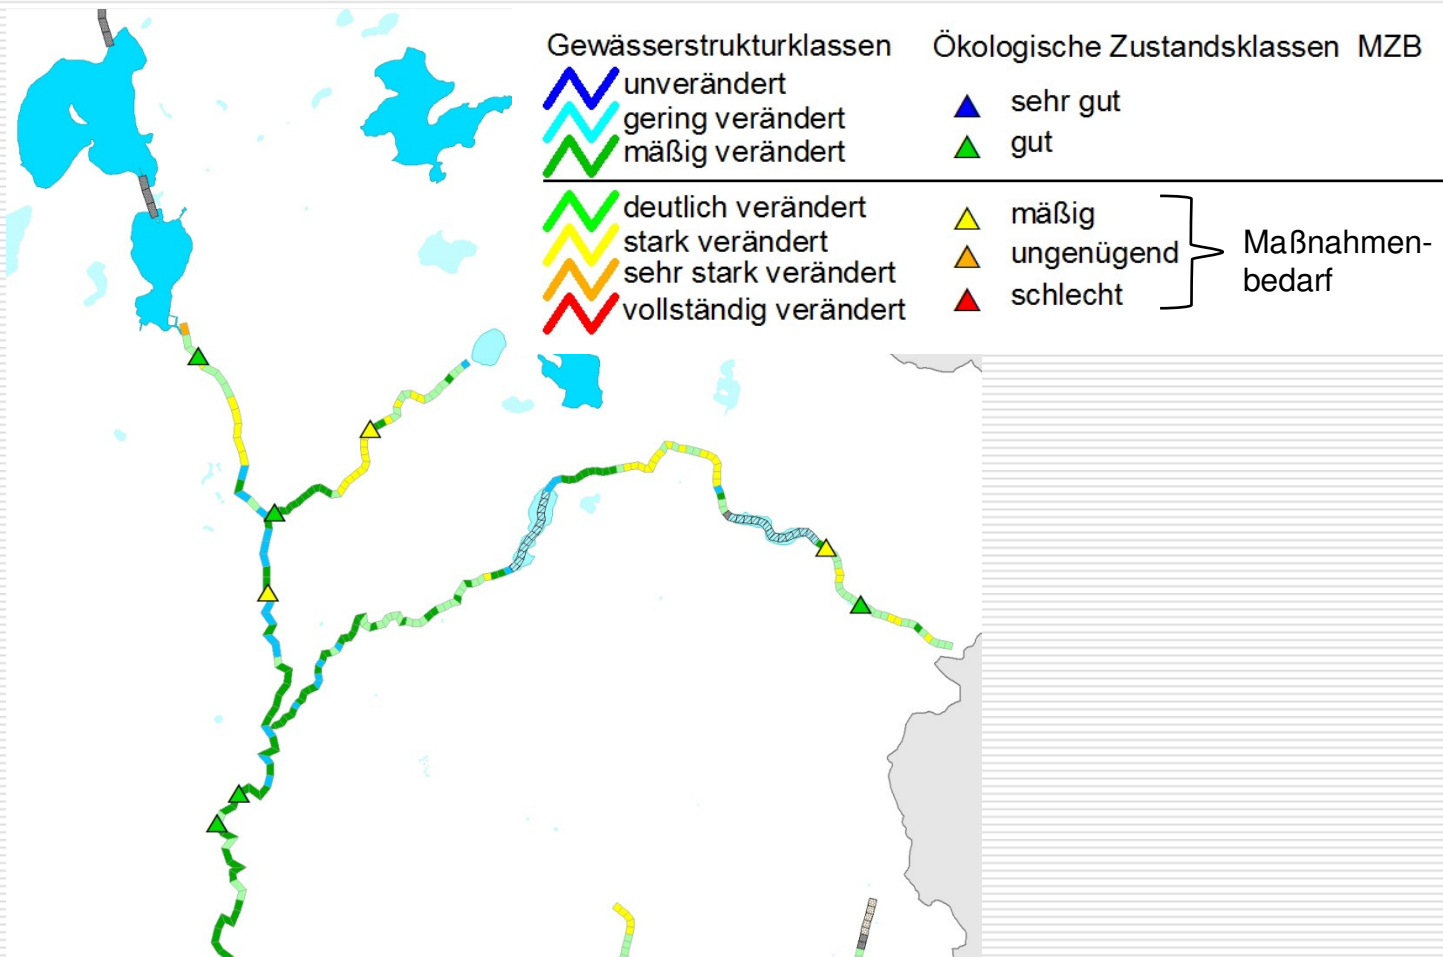 Gewässerstrukturklassen
unverändert
gering verändert
mäßig verändert
deutlich verändert
stark verändert
sehr stark verändert
vollständig verändert
Ökologische Zustandsklassen MZB
sehr gut
gut
mäßig
ungenügend
schlecht
Maßnahmen-
bedarf